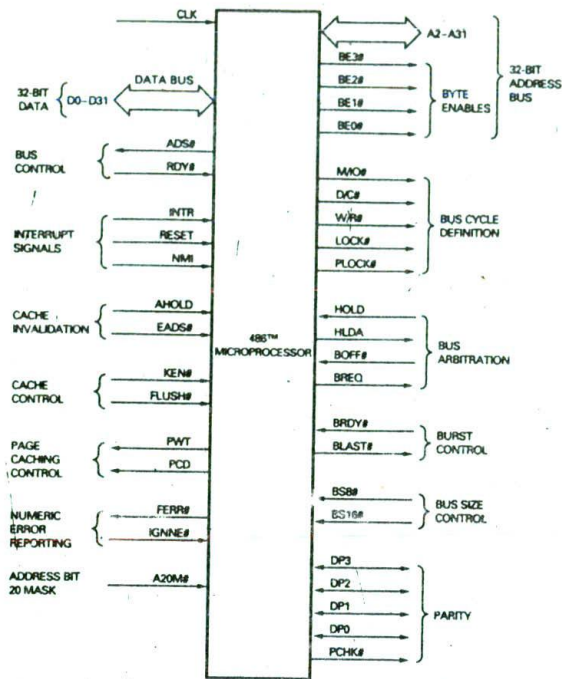 CLK
A2-A31
BE3#
DATA BUS
BE2#
32-BIT
ADDRESS
BUS
32-BIT
DATA
D0-D31
BE1#
BYTE
ENABLES
BE0#
ADS#
BUS
CONTROL
RDY#
M/IO#
D/C#
INTR
W/R#
BUS CYCLE
DEFINITION
INTERRUPT
SIGNALS
RESET
LOCK#
NMI
PLOCK#
AHOLD
HOLD
CACHE
INVALIDATION
EADS#
486™
MICROPROCESSOR
HLDA
BUS
ARBITRATION
BOFF#
KEN#
BREQ
CACHE
CONTROL
FLUSH#
PWT
BRDY#
PAGE
CACHING
CONTROL
PCD
BLAST#
BURST
CONTROL
FERR#
BS8#
NUMERIC
ERROR
REPORTING
IGNNE#
BS16#
BUS SIZE
CONTROL
ADDRESS BIT
20 MASK
A20M#
DP3
DP2
DP1
PARITY
DP0
PCHK#